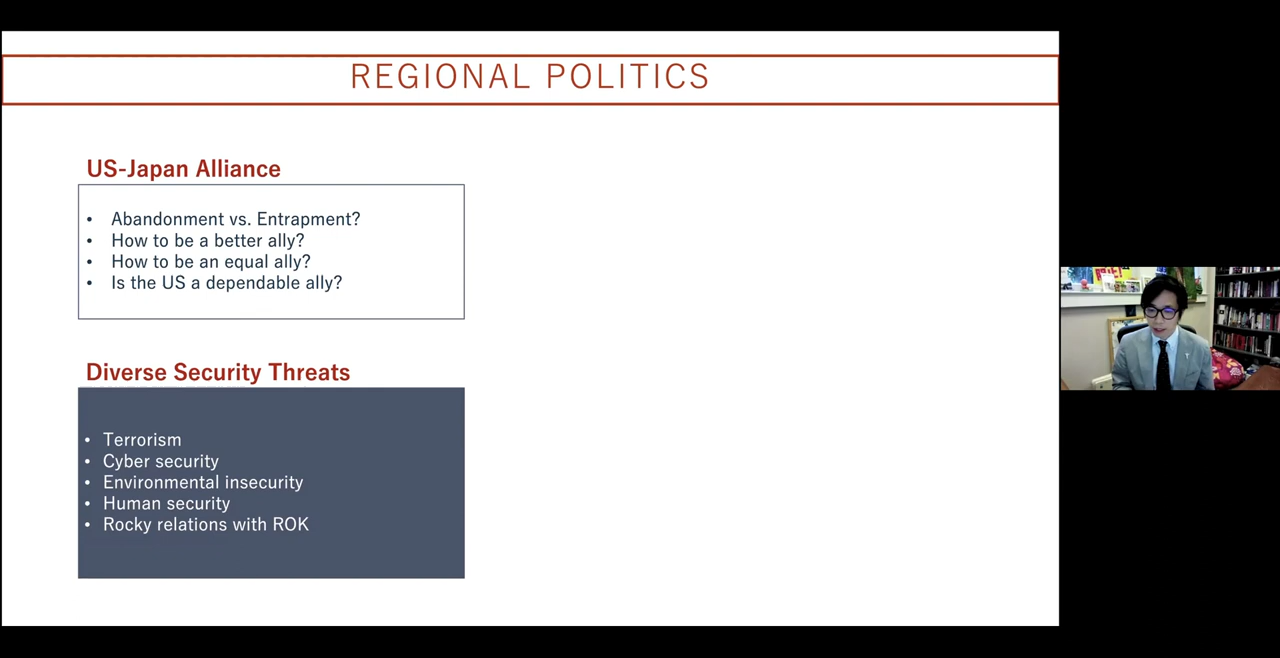 REGIONAL POLITICS
US-Japan Alliance
• Abandonment vs. Entrapment?
• How to be a better ally?
• How to be an equal ally?
• Is the US a dependable ally?
Diverse Security Threats
• Terrorism
• Cyber security
• Environmental insecurity
• Human security
• Rocky relations with ROK